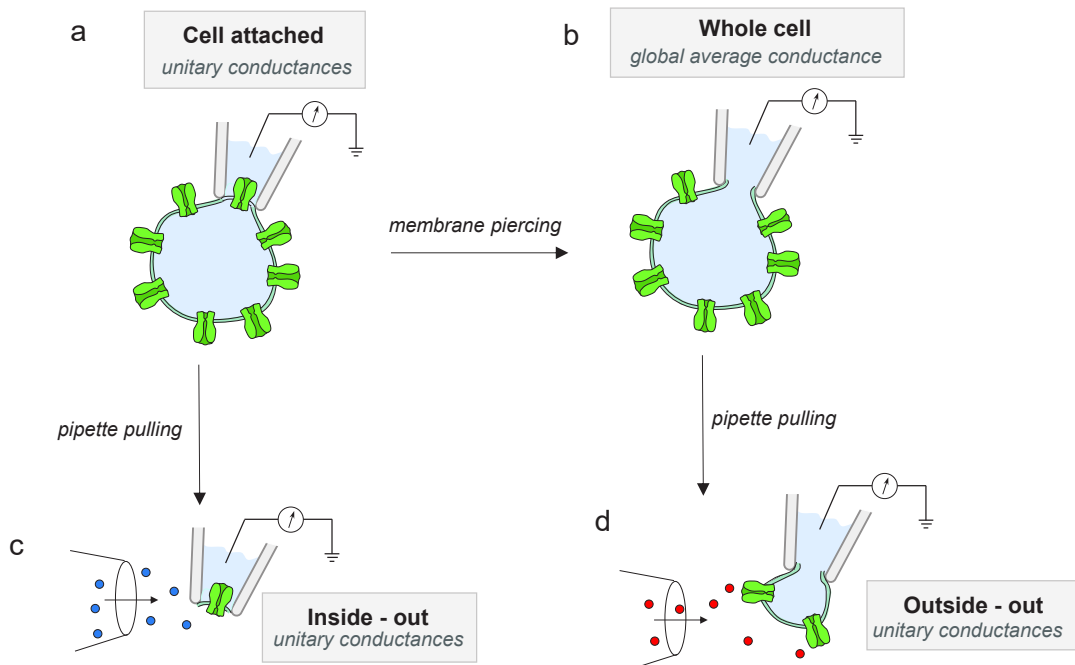 a
Cell attached
unitary conductances
b
Whole cell
global average conductance
membrane piercing
pipette pulling
pipette pulling
c
Inside - out
unitary conductances
d
Outside - out
unitary conductances